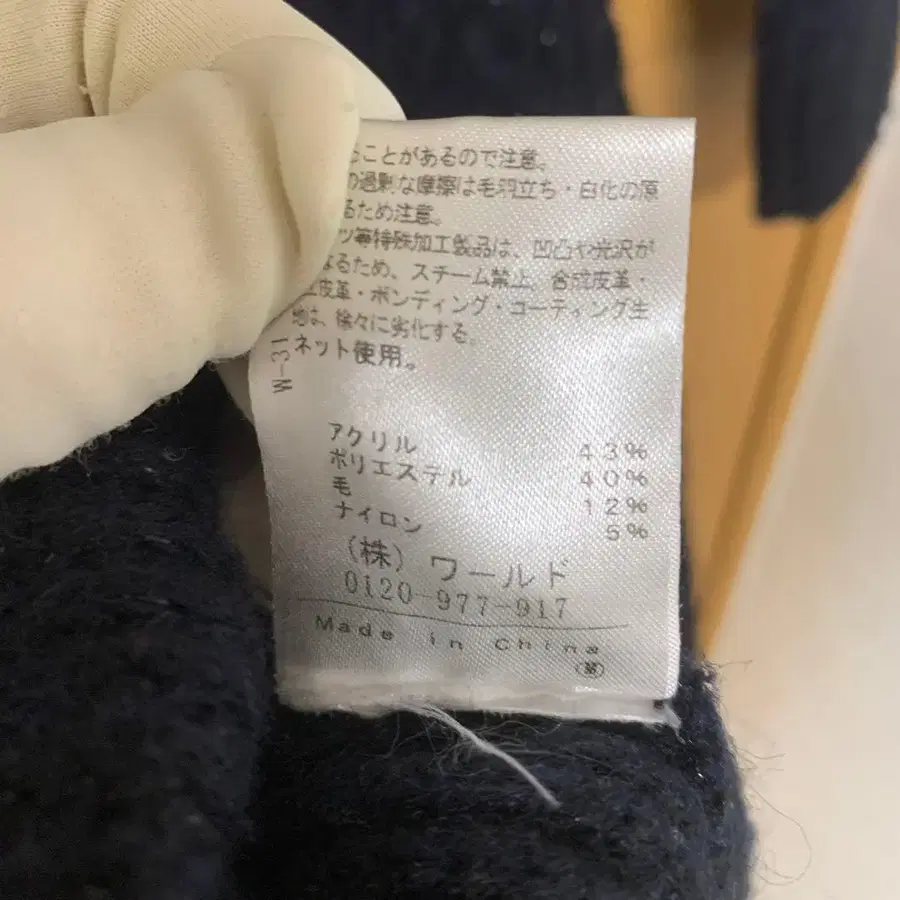 ることがあるので注意。
の過剰な摩擦は毛羽立ち・白化の原
るため注意。
ツ等特殊加工製品は、凹凸や光沢が
なるため、スチーム禁止。合成皮革・
工皮革・ボンディング・コーティング生
地は、徐々に劣化する。
ネット使用。
W-31
アクリル 43%
ポリエステル 40%
毛 12%
ナイロン 5%
(株) ワールド
0120-977-917
Made in China